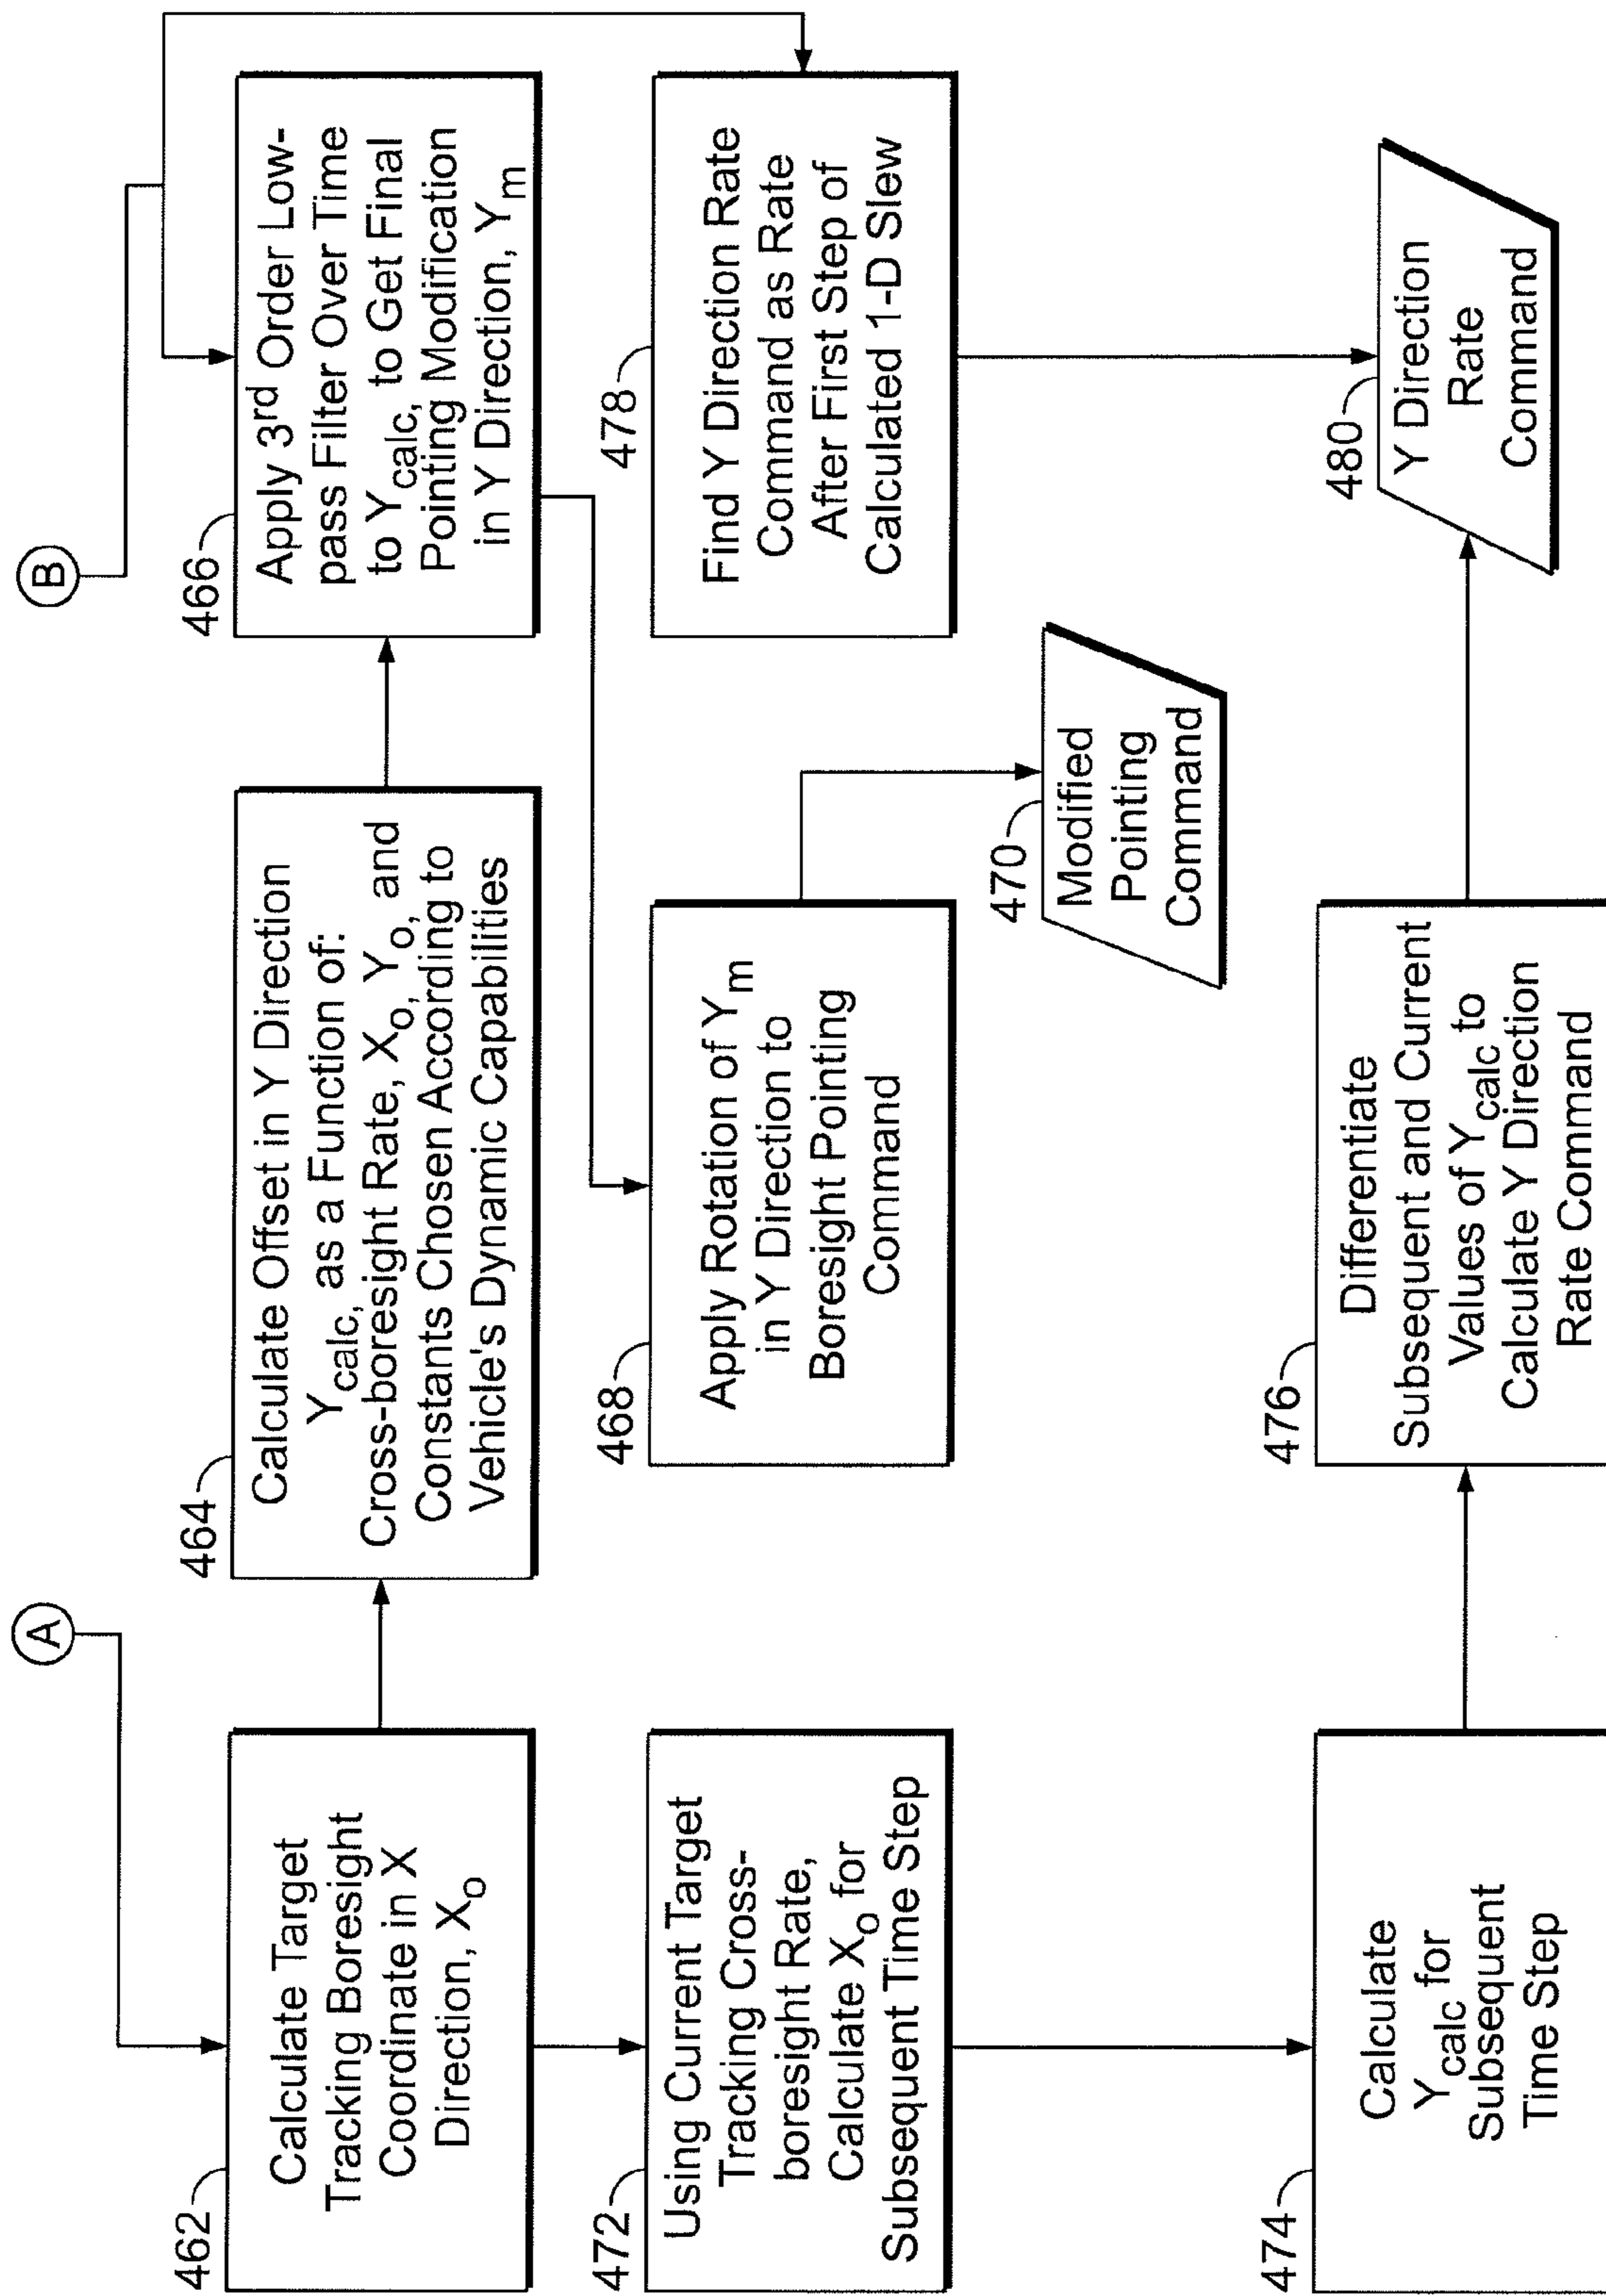 A
B
462
Calculate Target
Tracking Boresight
Coordinate in X
Direction, Xo
464
Calculate Offset in Y Direction
Ycalc, as a Function of:
Cross-boresight Rate, Xo, Yo, and
Constants Chosen According to
Vehicle's Dynamic Capabilities
466
Apply 3rd Order Low-
pass Filter Over Time
to Ycalc, to Get Final
Pointing Modification
in Y Direction, Ym
472
Using Current Target
Tracking Cross-
boresight Rate,
Calculate Xo for
Subsequent Time Step
468
Apply Rotation of Ym
in Y Direction to
Boresight Pointing
Command
478
Find Y Direction Rate
Command as Rate
After First Step of
Calculated 1-D Slew
470
Modified
Pointing
Command
474
Calculate
Ycalc for
Subsequent
Time Step
476
Differentiate
Subsequent and Current
Values of Ycalc to
Calculate Y Direction
Rate Command
480
Y Direction
Rate
Command